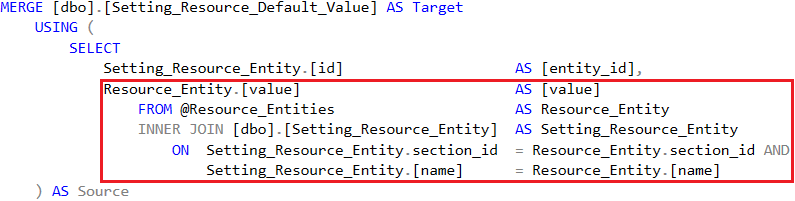 MERGE [dbo].[Setting_Resource_Default_Value] AS Target
USING (
SELECT
Setting_Resource_Entity.[id] AS [entity_id],
Resource_Entity.[value] AS [value]
FROM @Resource_Entities AS Resource_Entity
INNER JOIN [dbo].[Setting_Resource_Entity] AS Setting_Resource_Entity
ON Setting_Resource_Entity.section_id = Resource_Entity.section_id AND
Setting_Resource_Entity.[name] = Resource_Entity.[name]
) AS Source